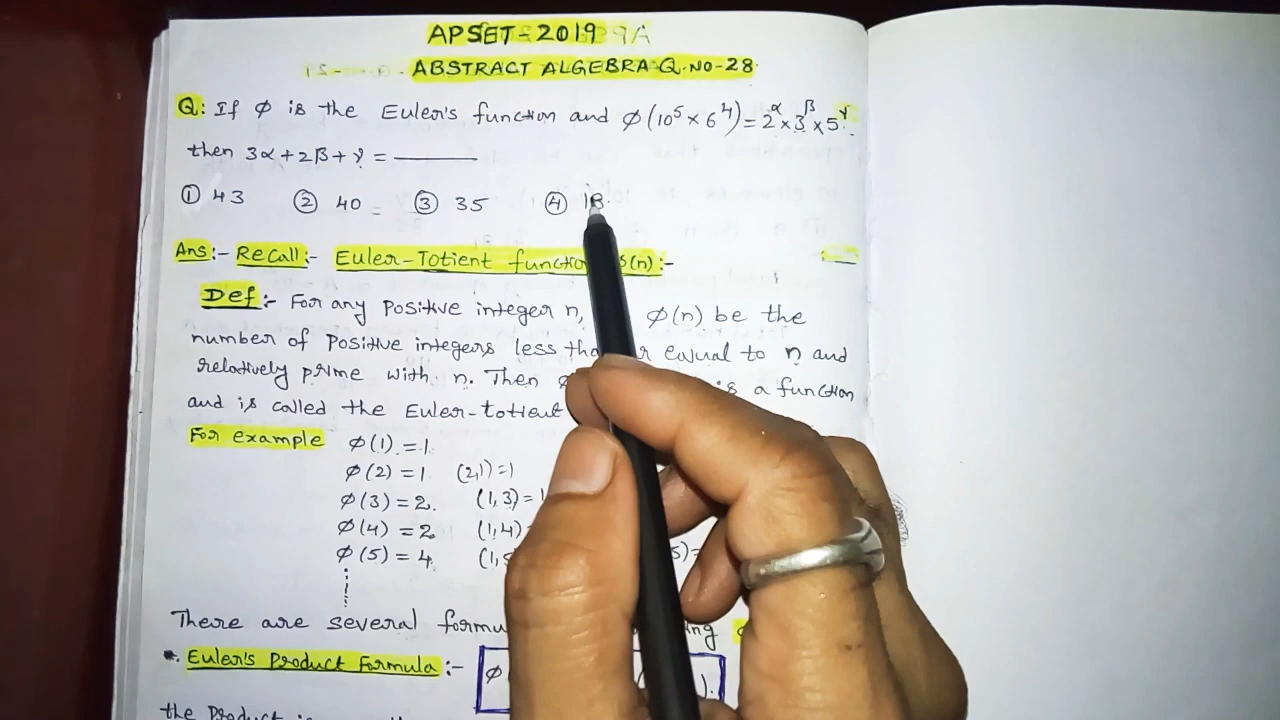 APSET-2019
ABSTRACT ALGEBRA Q.NO-28
Q: If φ is the Euler's function and φ(10⁵ × 6⁴) = 2^α × 3^β × 5^γ.
then 3α+2β+γ =
① 43 ② 40 ③ 35 ④ 18.
Ans:- Recall:- Euler-Totient function (n):-
Def:- For any positive integer n, φ(n) be the
number of positive integers less equal to n and
relatively prime with n. Then is a function
and is called the Euler-totient
For example φ(1) = 1.
φ(2) = 1. (2,1) = 1
φ(3) = 2. (1,3) =
φ(4) = 2 (1,4)
φ(5) = 4.
There are several
Euler's Product Formula:-
the product is